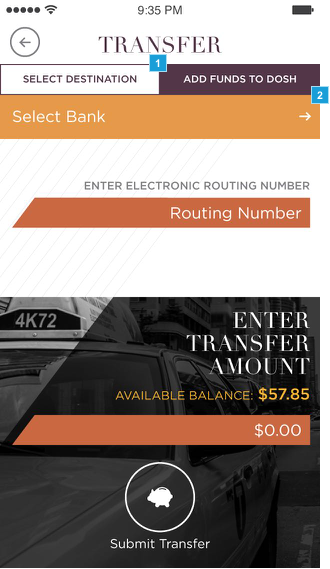 9:35 PM
TRANSFER
1
SELECT DESTINATION
ADD FUNDS TO DOSH
2
Select Bank
ENTER ELECTRONIC ROUTING NUMBER
Routing Number
4K72
ENTER
TRANSFER
AMOUNT
AVAILABLE BALANCE: $57.85
$0.00
Submit Transfer